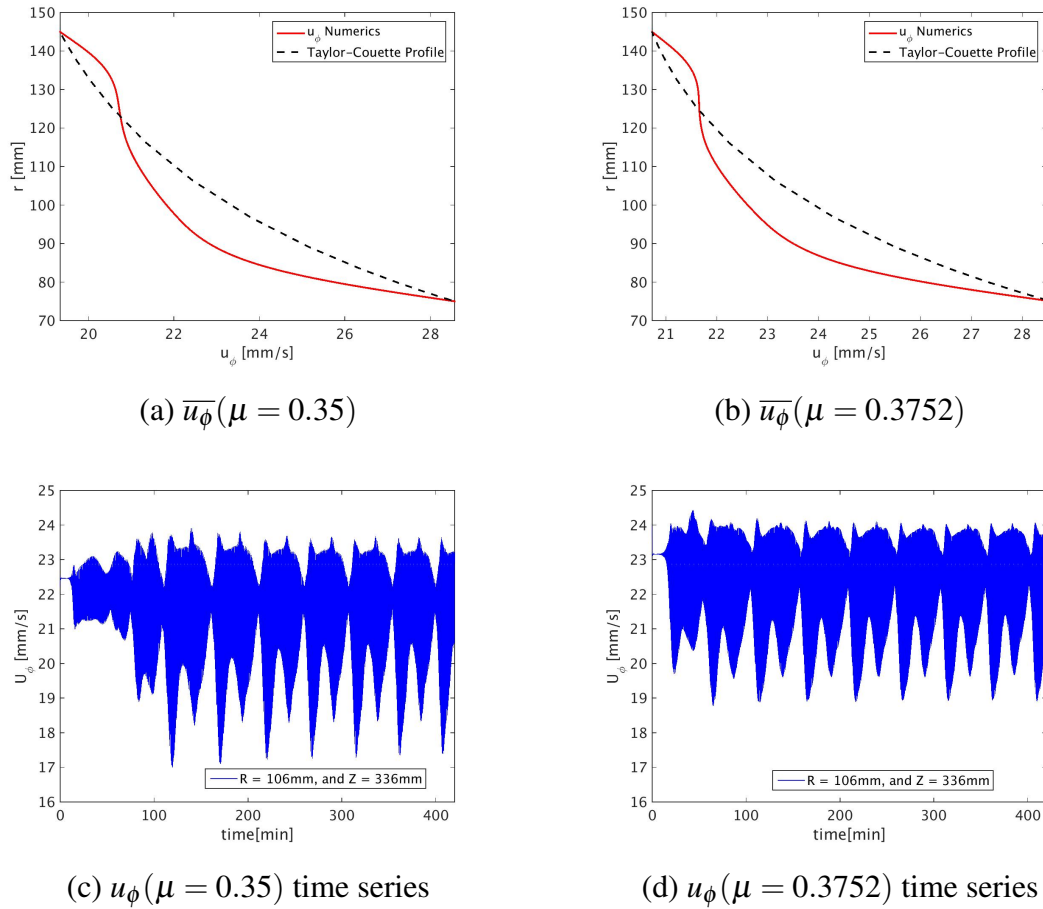 150
140
130
120
110
100
90
80
70
r [mm]
20 22 24 26 28
u_ϕ [mm/s]
u_ϕ Numerics
Taylor-Couette Profile
(a) \overline{u_ϕ}(μ = 0.35)
150
140
130
120
110
100
90
80
70
r [mm]
21 22 23 24 25 26 27 28
u_ϕ [mm/s]
u_ϕ Numerics
Taylor-Couette Profile
(b) \overline{u_ϕ}(μ = 0.3752)
25
24
23
22
21
20
19
18
17
16
U_ϕ [mm/s]
0 100 200 300 400
time[min]
R = 106mm, and Z = 336mm
(c) u_ϕ(μ = 0.35) time series
25
24
23
22
21
20
19
18
17
16
U_ϕ [mm/s]
0 100 200 300 400
time[min]
R = 106mm, and Z = 336mm
(d) u_ϕ(μ = 0.3752) time series